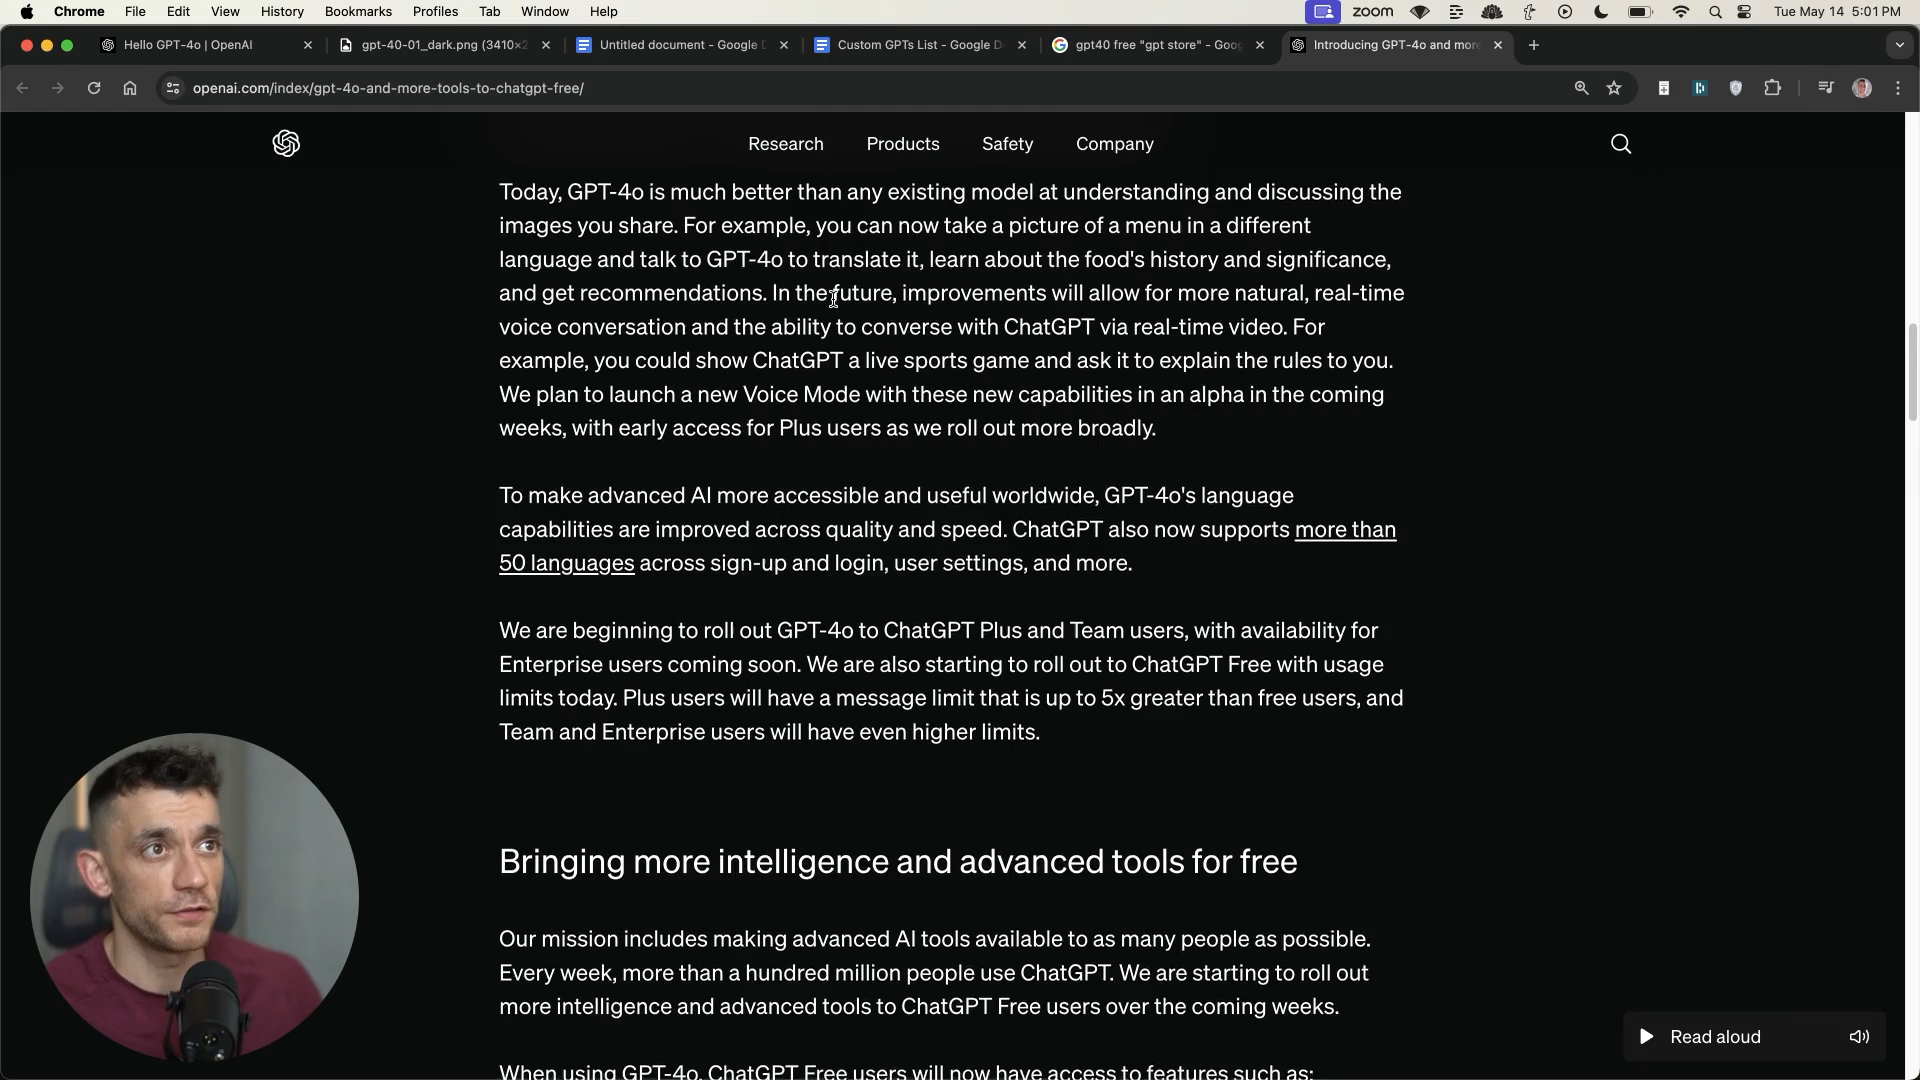 Chrome File Edit View History Bookmarks Profiles Tab Window Help zoom Tue May 14 5:01 PM
Hello GPT-4o | OpenAI gpt-40-01_dark.png (3410×2 Untitled document - Google D Custom GPTs List - Google D gpt40 free "gpt store" - Goog Introducing GPT-4o and more
openai.com/index/gpt-4o-and-more-tools-to-chatgpt-free/
Research Products Safety Company
Today, GPT-4o is much better than any existing model at understanding and discussing the
images you share. For example, you can now take a picture of a menu in a different
language and talk to GPT-4o to translate it, learn about the food's history and significance,
and get recommendations. In the future, improvements will allow for more natural, real-time
voice conversation and the ability to converse with ChatGPT via real-time video. For
example, you could show ChatGPT a live sports game and ask it to explain the rules to you.
We plan to launch a new Voice Mode with these new capabilities in an alpha in the coming
weeks, with early access for Plus users as we roll out more broadly.
To make advanced AI more accessible and useful worldwide, GPT-4o's language
capabilities are improved across quality and speed. ChatGPT also now supports more than
50 languages across sign-up and login, user settings, and more.
We are beginning to roll out GPT-4o to ChatGPT Plus and Team users, with availability for
Enterprise users coming soon. We are also starting to roll out to ChatGPT Free with usage
limits today. Plus users will have a message limit that is up to 5x greater than free users, and
Team and Enterprise users will have even higher limits.
Bringing more intelligence and advanced tools for free
Our mission includes making advanced AI tools available to as many people as possible.
Every week, more than a hundred million people use ChatGPT. We are starting to roll out
more intelligence and advanced tools to ChatGPT Free users over the coming weeks.
Read aloud
When using GPT-4o, ChatGPT Free users will now have access to features such as: